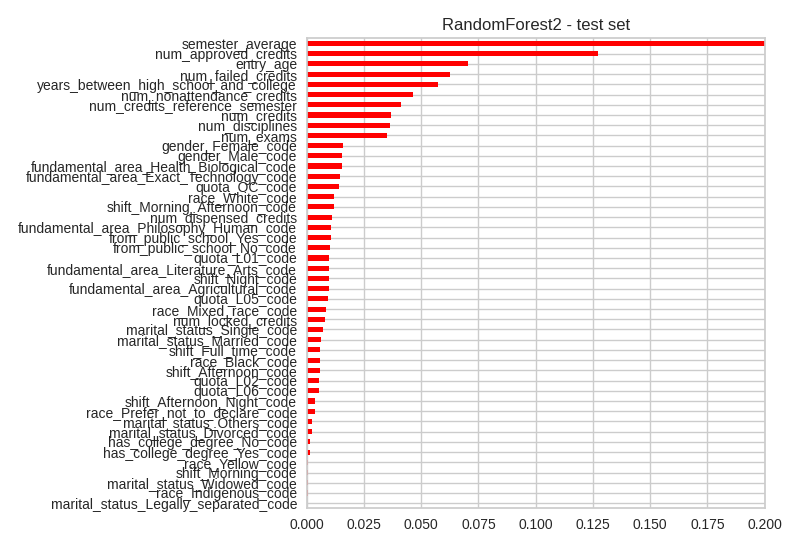 RandomForest2 - test set
semester_average
num_approved_credits
entry_age
num_failed_credits
years_between_high_school_and_college
num_nonattendance_credits
num_credits_reference_semester
num_credits
num_disciplines
num_exams
gender_Female_code
gender_Male_code
fundamental_area_Health_Biological_code
fundamental_area_Exact_Technology_code
quota_OC_code
race_White_code
shift_Morning_Afternoon_code
num_dispensed_credits
fundamental_area_Philosophy_Human_code
from_public_school_Yes_code
from_public_school_No_code
quota_L01_code
fundamental_area_Literature_Arts_code
shift_Night_code
fundamental_area_Agricultural_code
quota_L05_code
race_Mixed_race_code
num_locked_credits
marital_status_Single_code
marital_status_Married_code
shift_Full_time_code
race_Black_code
shift_Afternoon_code
quota_L02_code
quota_L06_code
shift_Afternoon_Night_code
race_Prefer_not_to_declare_code
marital_status_Others_code
marital_status_Divorced_code
has_college_degree_No_code
has_college_degree_Yes_code
race_Yellow_code
shift_Morning_code
marital_status_Widowed_code
race_Indigenous_code
marital_status_Legally_separated_code
0.000 0.025 0.050 0.075 0.100 0.125 0.150 0.175 0.200